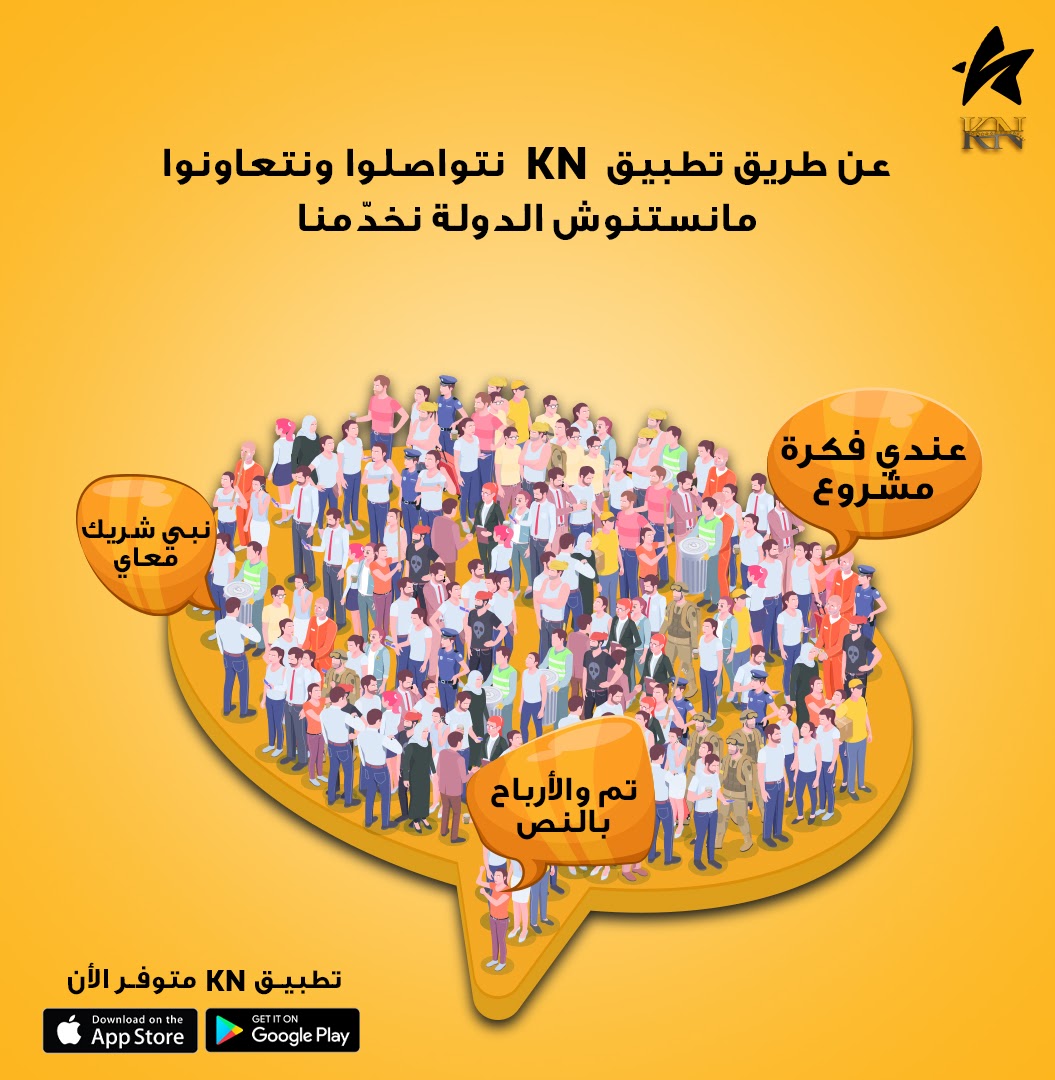 KN
عن طريق تطبيق KN نتواصلوا ونتعاونوا
مانستنوش الدولة نخدّمنا
عندي فكرة
مشروع
نبي شريك
معاي
تم والأرباح
بالنص
تطبيق KN متوفر الأن
Download on the
App Store
GET IT ON
Google Play